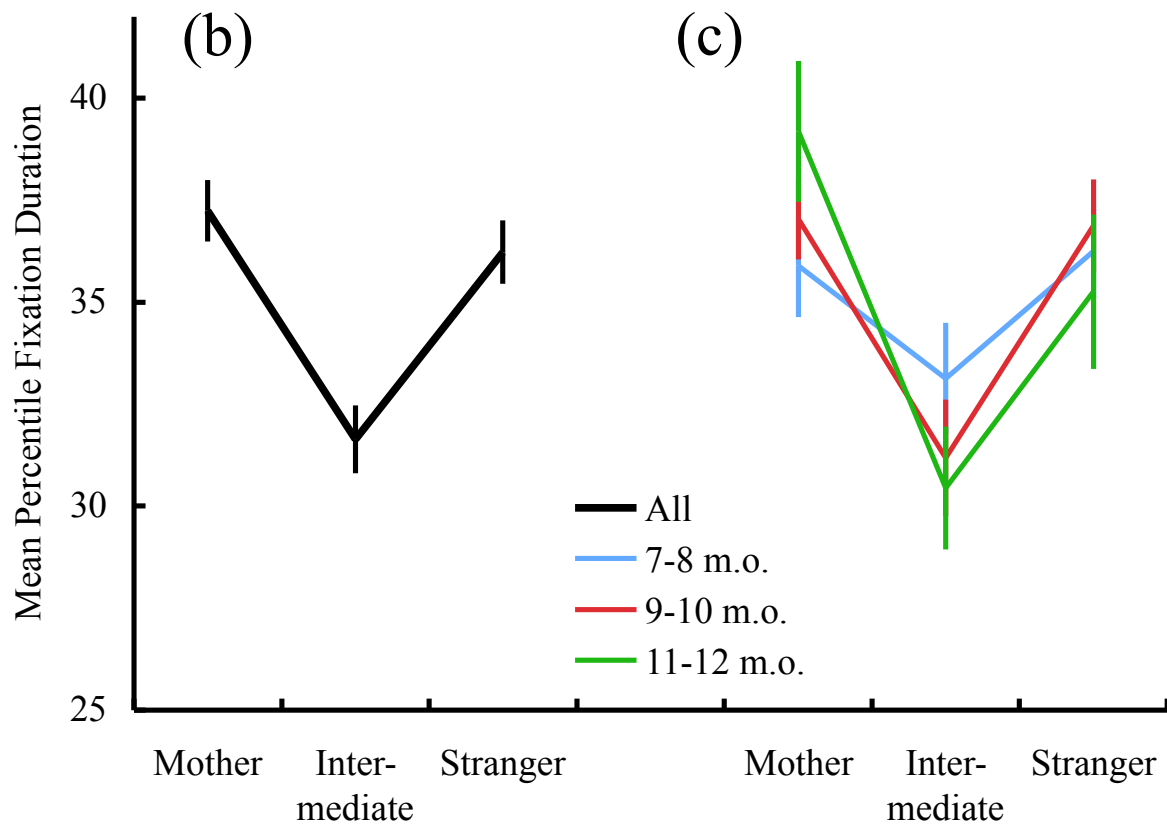 (b)
(c)
Mean Percentile Fixation Duration
40
35
30
25
All
7-8 m.o.
9-10 m.o.
11-12 m.o.
Mother
Inter-
mediate
Stranger
Mother
Inter-
mediate
Stranger